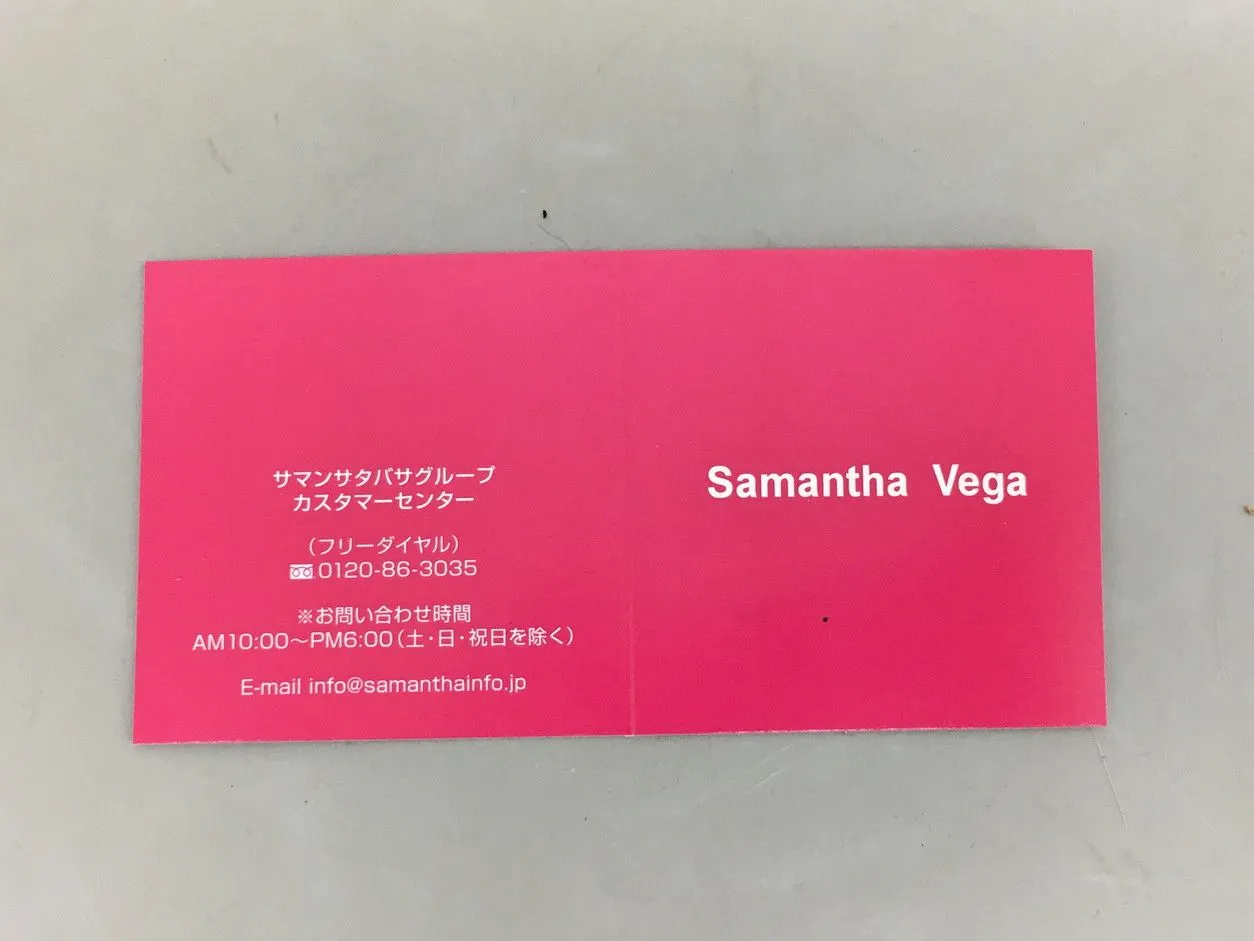 サマンサタバサグループ
カスタマーセンター
（フリーダイヤル）
0120-86-3035
※お問い合わせ時間
AM10:00～PM6:00（土・日・祝日を除く）
E-mail info@samanthainfo.jp
Samantha Vega